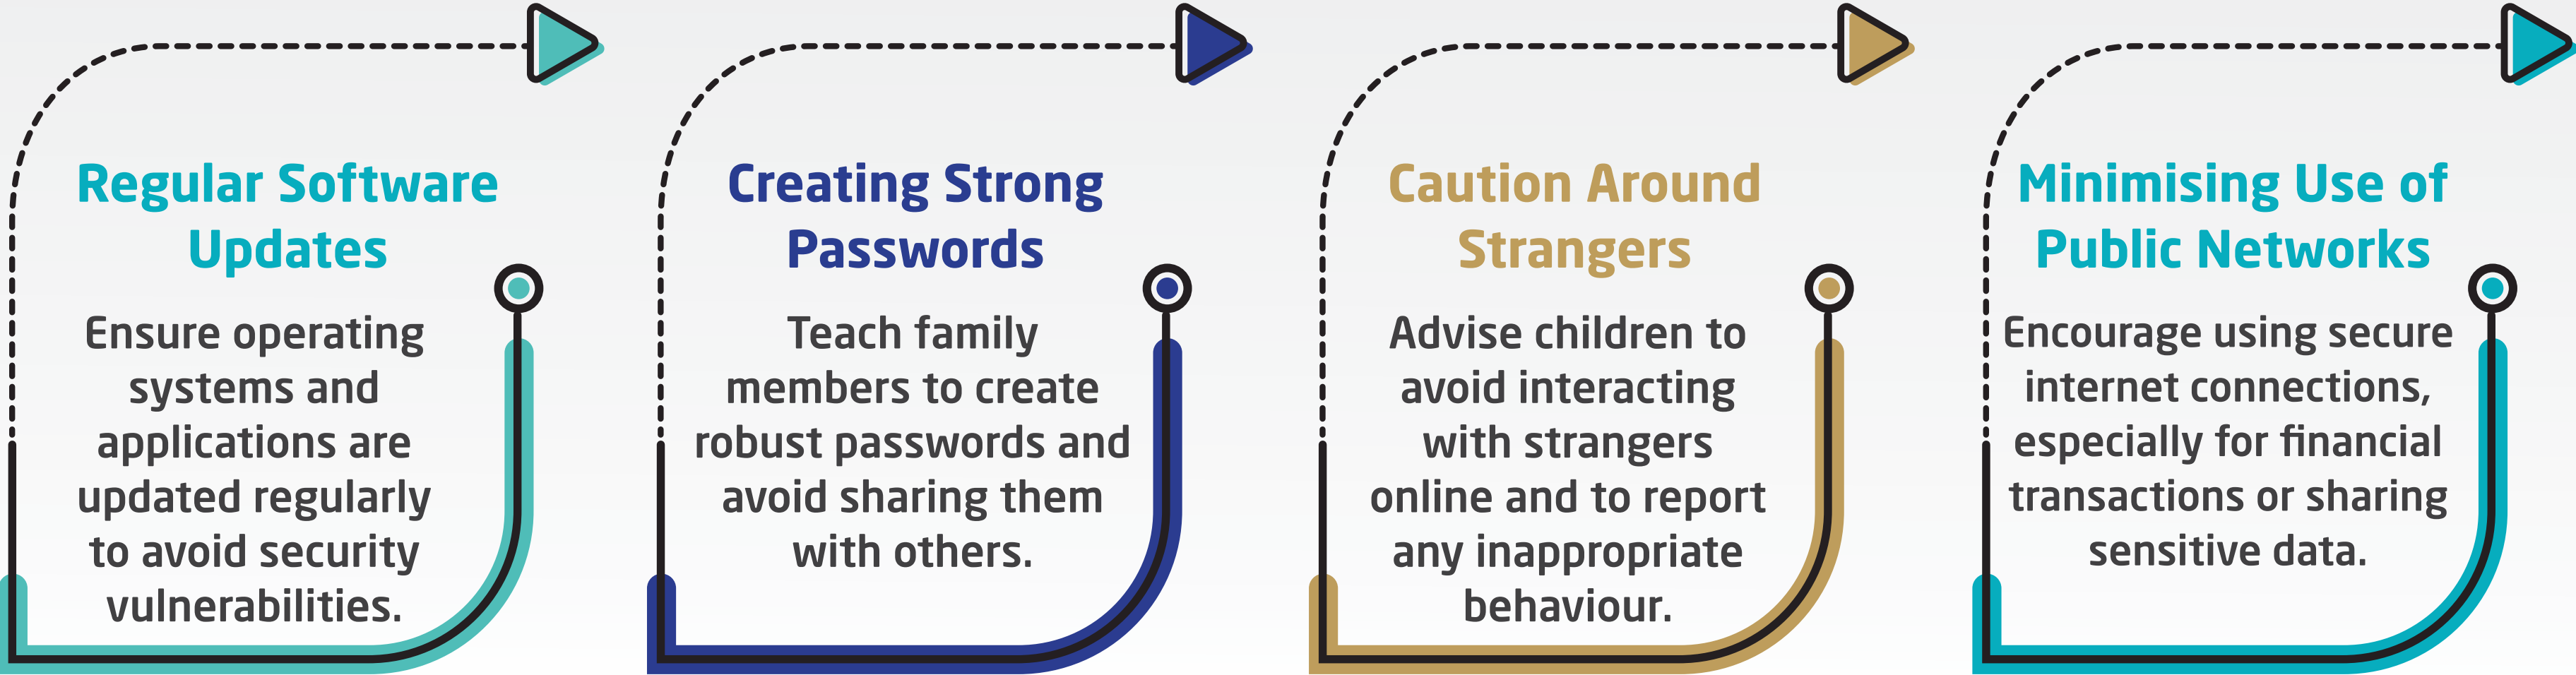 Regular Software
Updates
Ensure operating
systems and
applications are
updated regularly
to avoid security
vulnerabilities.
Creating Strong
Passwords
Teach family
members to create
robust passwords and
avoid sharing them
with others.
Caution Around
Strangers
Advise children to
avoid interacting
with strangers
online and to report
any inappropriate
behaviour.
Minimising Use of
Public Networks
Encourage using secure
internet connections,
especially for financial
transactions or sharing
sensitive data.